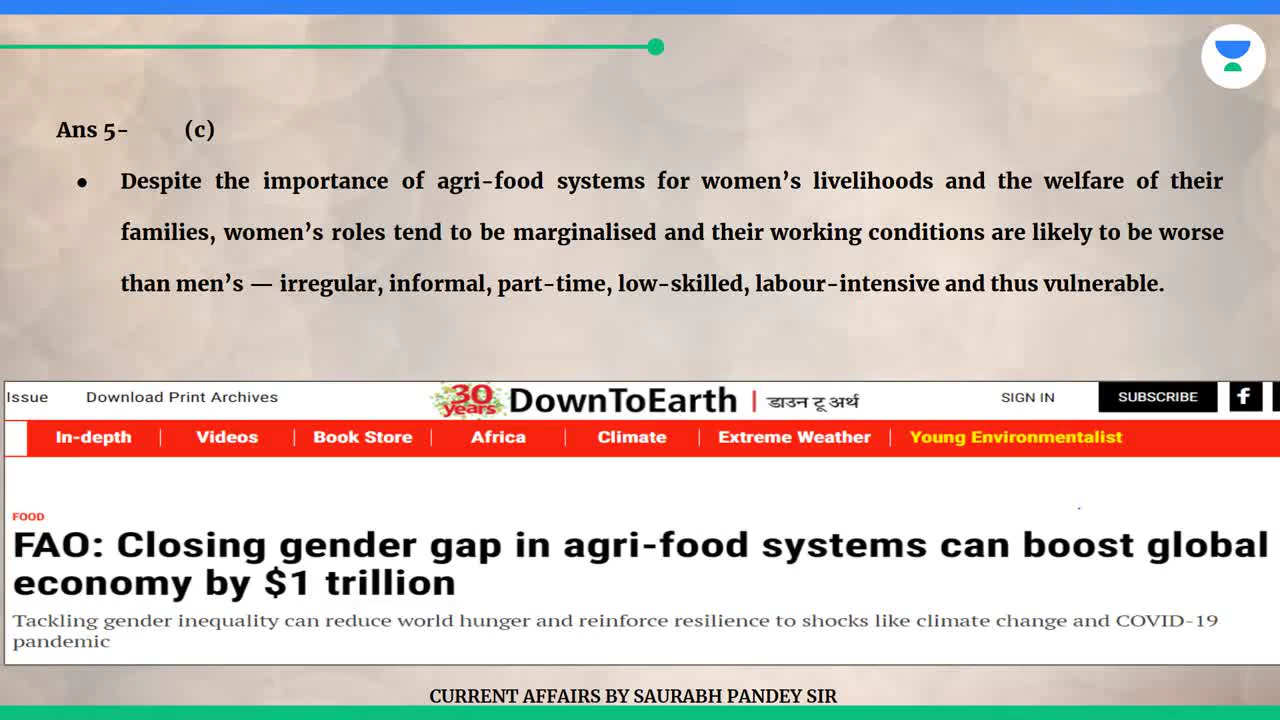 Ans 5- (c)
● Despite the importance of agri-food systems for women’s livelihoods and the welfare of their
families, women’s roles tend to be marginalised and their working conditions are likely to be worse
than men’s — irregular, informal, part-time, low-skilled, labour-intensive and thus vulnerable.
Issue Download Print Archives 30 years DownToEarth | डाउन टू अर्थ SIGN IN SUBSCRIBE f
In-depth | Videos | Book Store | Africa | Climate | Extreme Weather | Young Environmentalist
FOOD
FAO: Closing gender gap in agri-food systems can boost global
economy by $1 trillion
Tackling gender inequality can reduce world hunger and reinforce resilience to shocks like climate change and COVID-19
pandemic
CURRENT AFFAIRS BY SAURABH PANDEY SIR